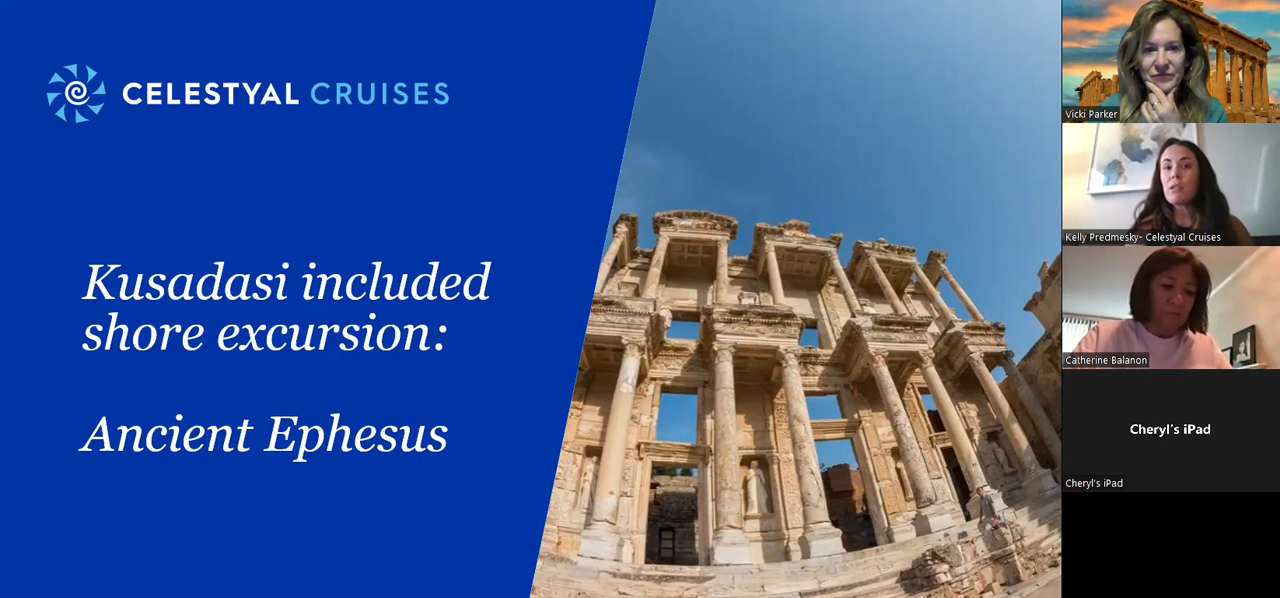 CELESTYAL CRUISES
Kusadasi included
shore excursion:
Ancient Ephesus
Vicki Parker
Kelly Predmesky- Celestyal Cruises
Catherine Balanon
Cheryl's iPad
Cheryl's iPad